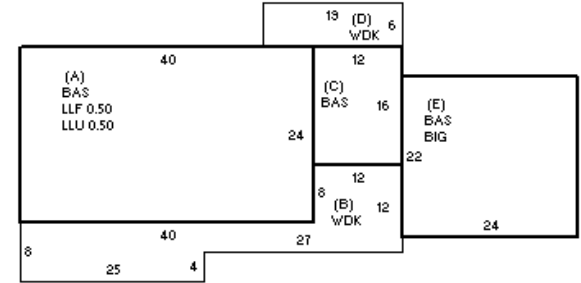 19 (D) 6
WDK
40
12
(A)
BAS
LLF 0.50
LLU 0.50
(C)
BAS
16
(E)
BAS
BIG
24
22
12
8
(B) 12
WDK
24
40
27
8
25
4